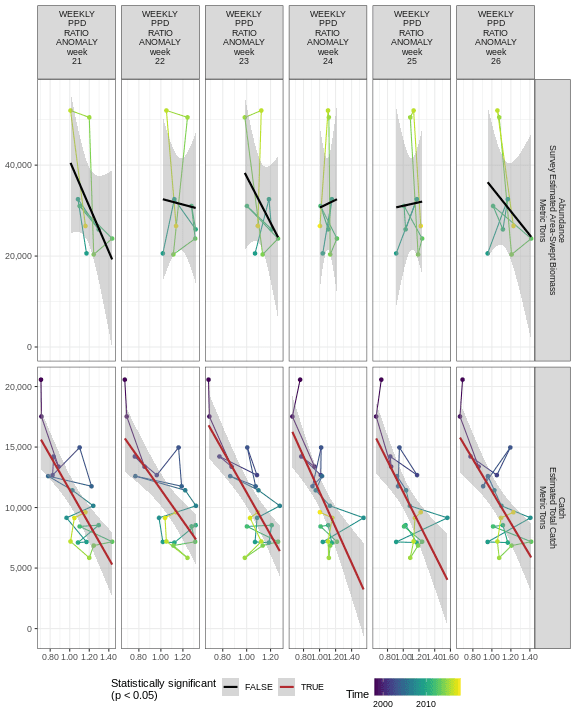 WEEKLY
PPD
RATIO
ANOMALY
week
21
WEEKLY
PPD
RATIO
ANOMALY
week
22
WEEKLY
PPD
RATIO
ANOMALY
week
23
WEEKLY
PPD
RATIO
ANOMALY
week
24
WEEKLY
PPD
RATIO
ANOMALY
week
25
WEEKLY
PPD
RATIO
ANOMALY
week
26
40,000
20,000
0
Abundance
Survey Estimated Area-Swept Biomass
Metric Tons
20,000
15,000
10,000
5,000
0
Catch
Estimated Total Catch
Metric Tons
0.80 1.00 1.20 1.40
0.80 1.00 1.20
0.80 1.00 1.20
0.80 1.00 1.20 1.40
0.80 1.00 1.20 1.40 1.60
0.80 1.00 1.20 1.40
Statistically significant
(p < 0.05)
FALSE
TRUE
Time
2000 2010